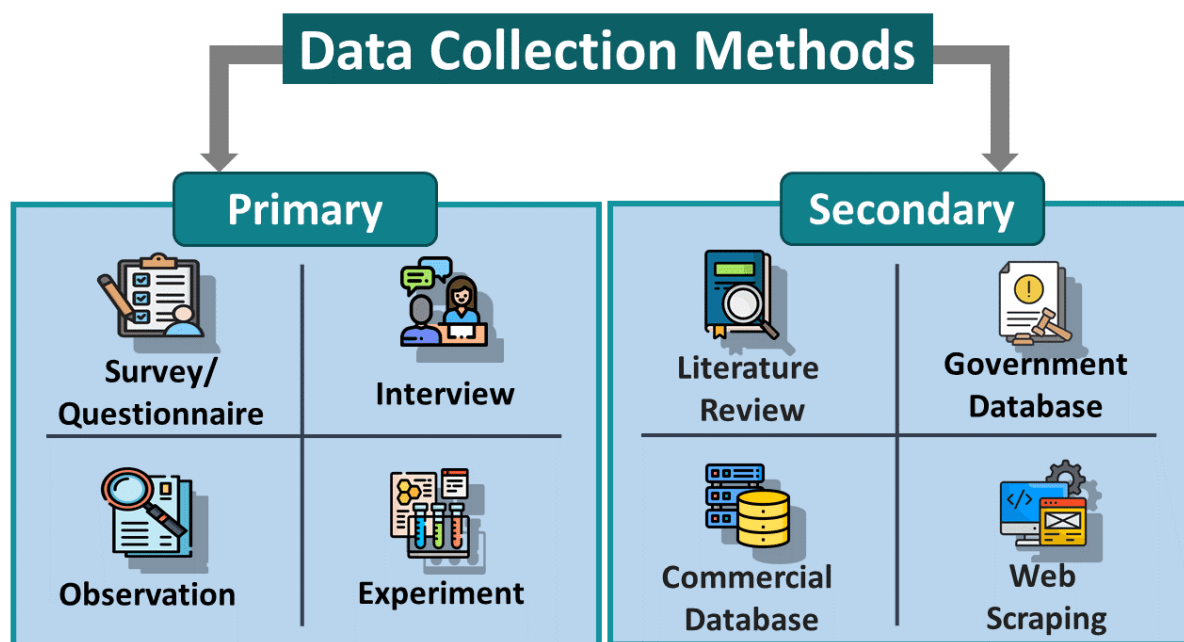 Data Collection Methods
Primary
Survey/
Questionnaire
Interview
Observation
Experiment
Secondary
Literature
Review
Government
Database
Commercial
Database
Web
Scraping